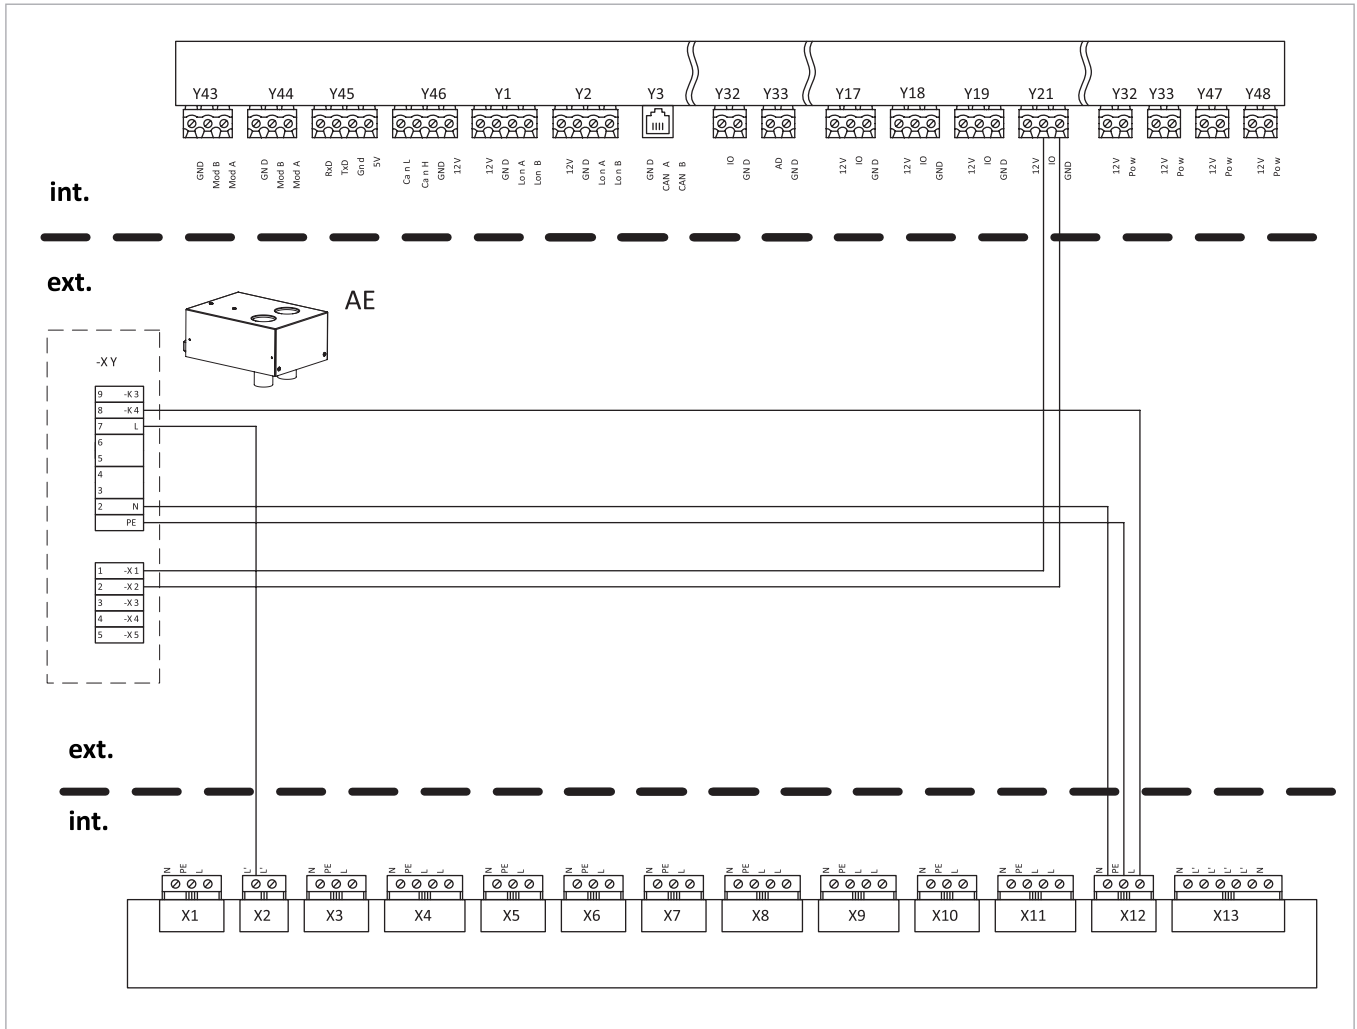 Y43 Y44 Y45 Y46 Y1 Y2 Y3 Y32 Y33 Y17 Y18 Y19 Y21 Y32 Y33 Y47 Y48
GND Mod B Mod A
GND Mod B Mod A
RxD TxD Gnd 5V
Can L Can H GND 12V
12V GND Lon A Lon B
12V GND Lon A Lon B
GND CAN A CAN B
IO GND
AD GND
12V IO GND
12V IO GND
12V IO GND
12V IO GND
12V Pow
12V Pow
12V Pow
12V Pow
int.
ext.
AE
-XY
9 -K3
8 -K4
7 L
6
5
4
3
2 N
PE
1 -X1
2 -X2
3 -X3
4 -X4
5 -X5
ext.
int.
N PE L
L' L'
N PE L
N PE L L
N PE L
N PE L
N PE L
N PE L L
N PE L L
N PE L
N PE L L
N PE L
N L' L' L' L' N
X1 X2 X3 X4 X5 X6 X7 X8 X9 X10 X11 X12 X13